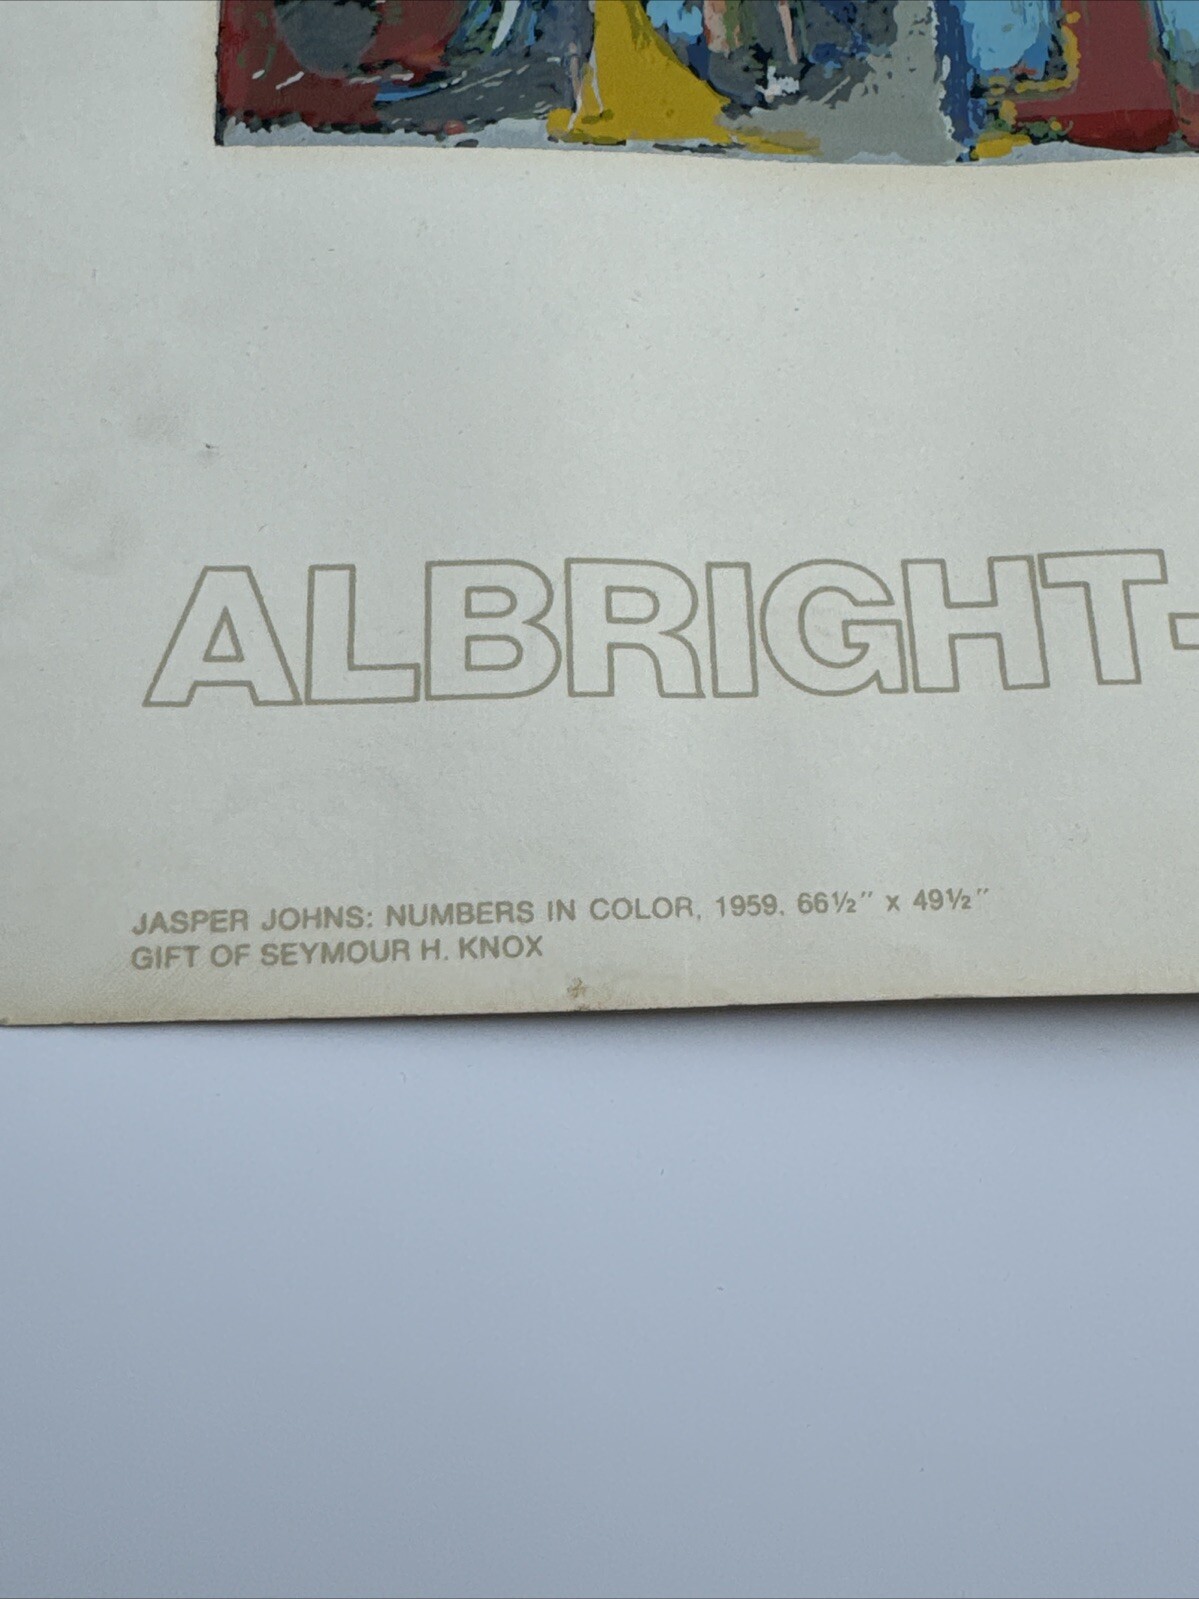 ALBRIGHT-
JASPER JOHNS: NUMBERS IN COLOR, 1959. 66½" x 49½"
GIFT OF SEYMOUR H. KNOX